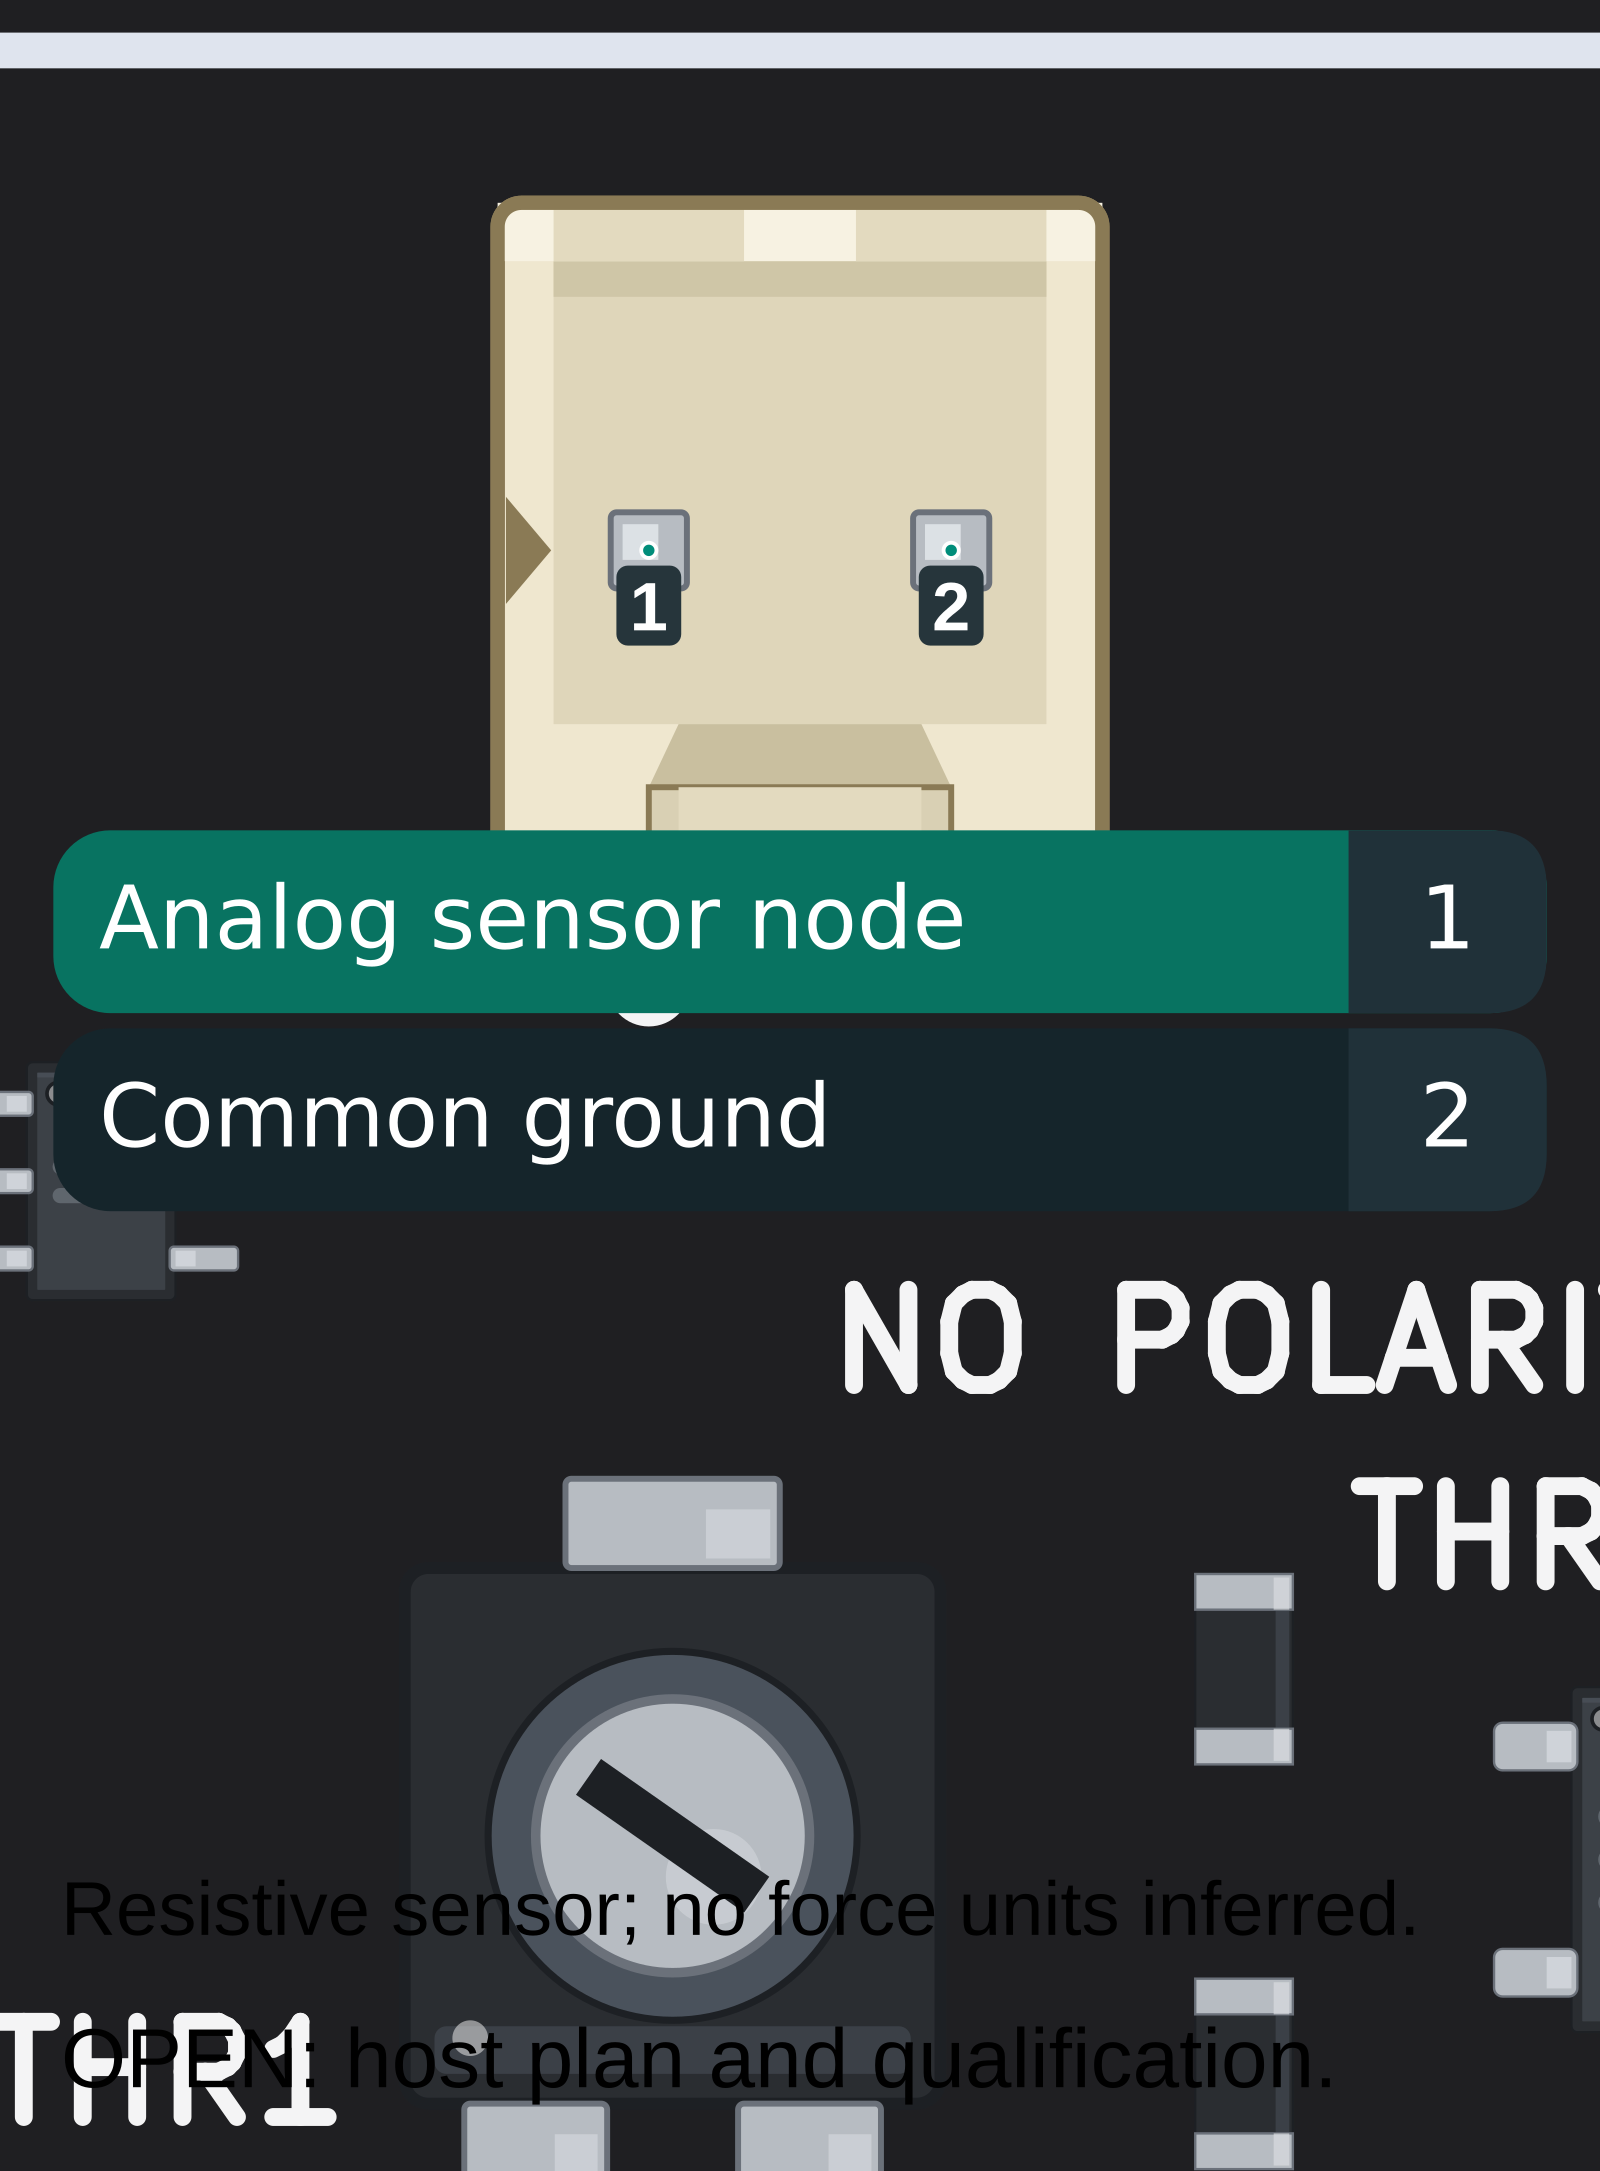 1 2
Analog sensor node 1
Common ground 2
NO POLARI
THR
Resistive sensor; no force units inferred.
THR1
OPEN: host plan and qualification.